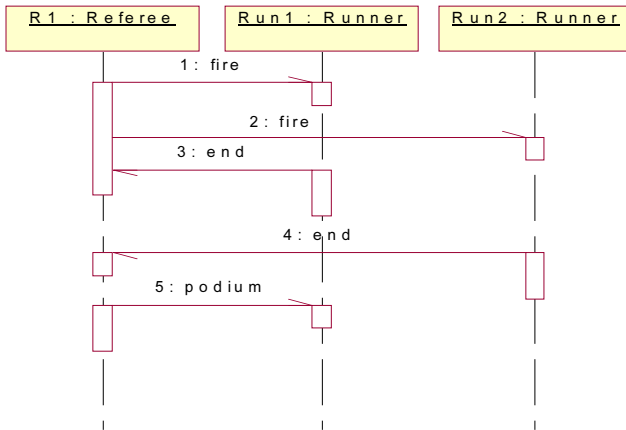 R1 : Referee
Run1 : Runner
Run2 : Runner
1: fire
2: fire
3: end
4: end
5: podium